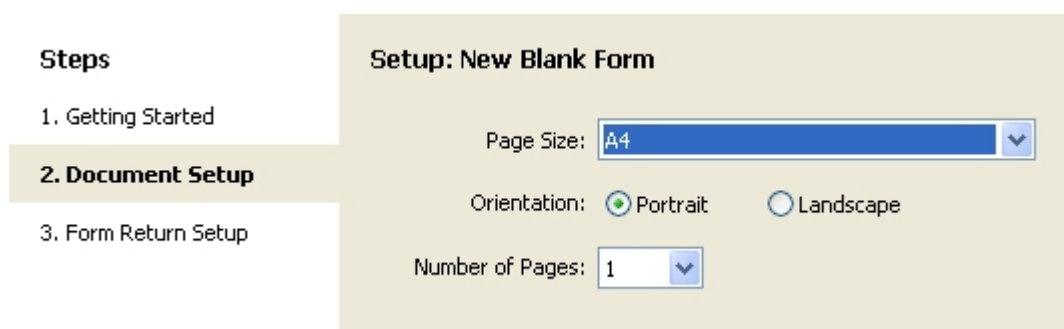 Steps
1. Getting Started
2. Document Setup
3. Form Return Setup
Setup: New Blank Form
Page Size: A4
Orientation: Portrait Landscape
Number of Pages: 1